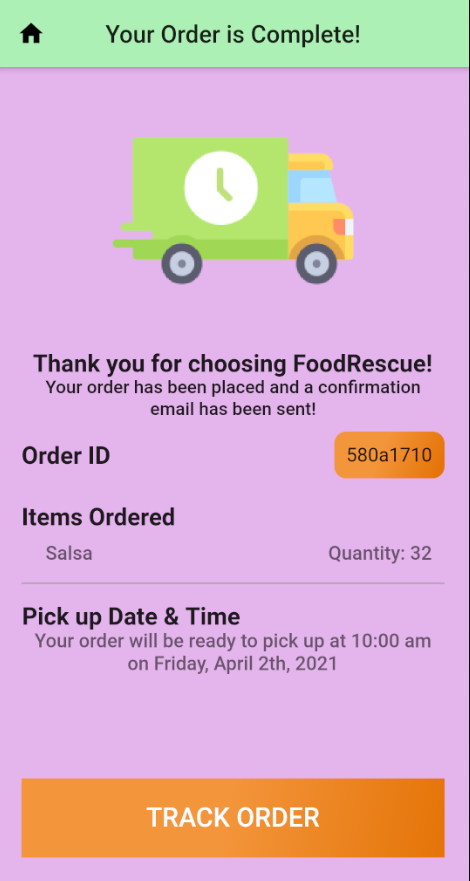 Your Order is Complete!
Thank you for choosing FoodRescue!
Your order has been placed and a confirmation
email has been sent!
Order ID 580a1710
Items Ordered
Salsa Quantity: 32
Pick up Date & Time
Your order will be ready to pick up at 10:00 am
on Friday, April 2th, 2021
TRACK ORDER